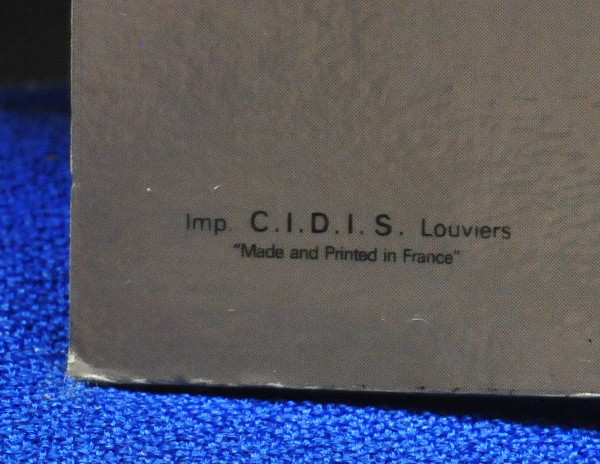 Imp. C.I.D.I.S. Louviers
"Made and Printed in France"